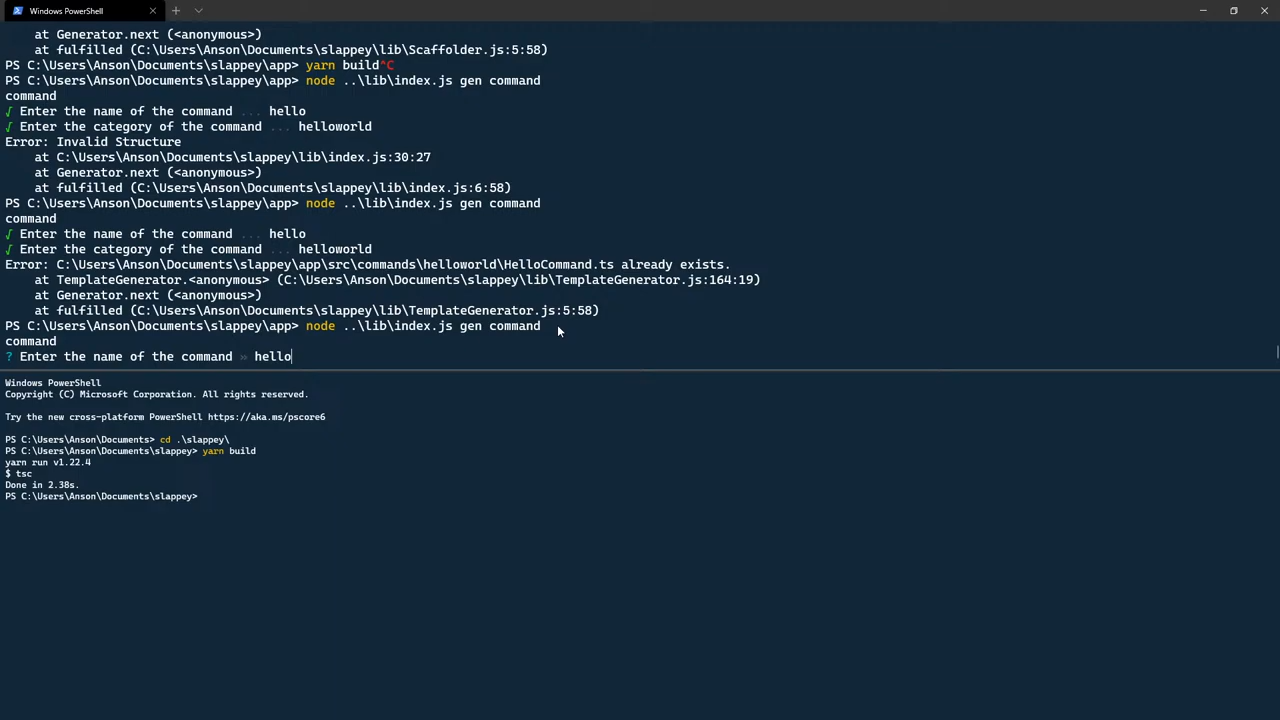 Windows PowerShell
at Generator.next (<anonymous>)
at fulfilled (C:\Users\Anson\Documents\slappey\lib\Scaffolder.js:5:58)
PS C:\Users\Anson\Documents\slappey\app> yarn build^C
PS C:\Users\Anson\Documents\slappey\app> node ..\lib\index.js gen command
command
√ Enter the name of the command ... hello
√ Enter the category of the command ... helloworld
Error: Invalid Structure
at C:\Users\Anson\Documents\slappey\lib\index.js:30:27
at Generator.next (<anonymous>)
at fulfilled (C:\Users\Anson\Documents\slappey\lib\index.js:6:58)
PS C:\Users\Anson\Documents\slappey\app> node ..\lib\index.js gen command
command
√ Enter the name of the command ... hello
√ Enter the category of the command ... helloworld
Error: C:\Users\Anson\Documents\slappey\app\src\commands\helloworld\HelloCommand.ts already exists.
at TemplateGenerator.<anonymous> (C:\Users\Anson\Documents\slappey\lib\TemplateGenerator.js:164:19)
at Generator.next (<anonymous>)
at fulfilled (C:\Users\Anson\Documents\slappey\lib\TemplateGenerator.js:5:58)
PS C:\Users\Anson\Documents\slappey\app> node ..\lib\index.js gen command
command
? Enter the name of the command » hello
Windows PowerShell
Copyright (C) Microsoft Corporation. All rights reserved.
Try the new cross-platform PowerShell https://aka.ms/pscore6
PS C:\Users\Anson\Documents> cd .\slappey\
PS C:\Users\Anson\Documents\slappey> yarn build
yarn run v1.22.4
$ tsc
Done in 2.38s.
PS C:\Users\Anson\Documents\slappey>